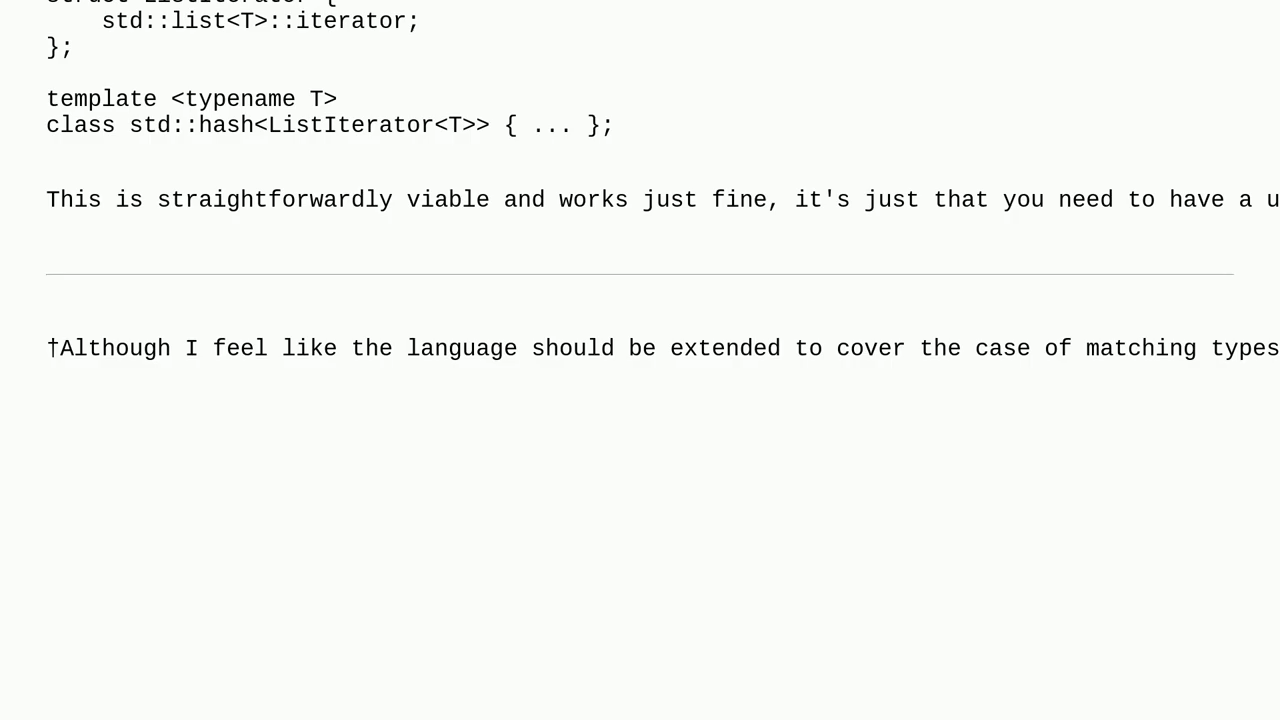 std::list<T>::iterator;
};

template <typename T>
class std::hash<ListIterator<T>> { ... };

This is straightforwardly viable and works just fine, it's just that you need to have a u

†Although I feel like the language should be extended to cover the case of matching types